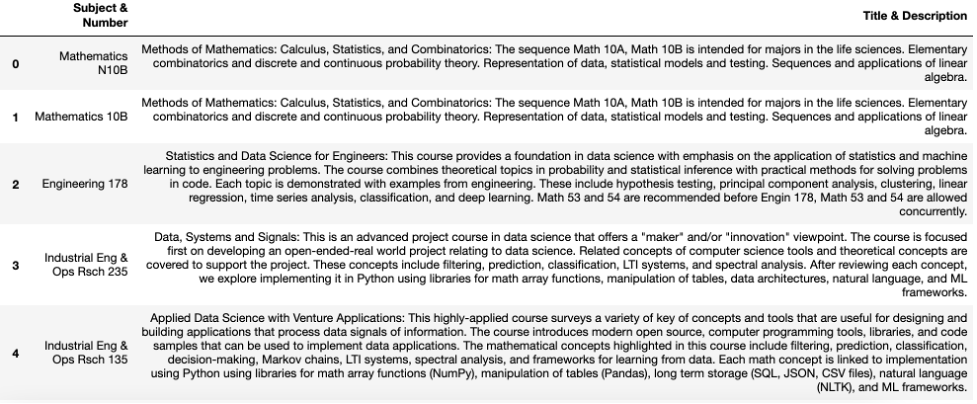 Subject & Number Title & Description
0 Mathematics N10B Methods of Mathematics: Calculus, Statistics, and Combinatorics: The sequence Math 10A, Math 10B is intended for majors in the life sciences. Elementary
combinatorics and discrete and continuous probability theory. Representation of data, statistical models and testing. Sequences and applications of linear
algebra.
1 Mathematics 10B Methods of Mathematics: Calculus, Statistics, and Combinatorics: The sequence Math 10A, Math 10B is intended for majors in the life sciences. Elementary
combinatorics and discrete and continuous probability theory. Representation of data, statistical models and testing. Sequences and applications of linear
algebra.
2 Engineering 178 Statistics and Data Science for Engineers: This course provides a foundation in data science with emphasis on the application of statistics and machine
learning to engineering problems. The course combines theoretical topics in probability and statistical inference with practical methods for solving problems
in code. Each topic is demonstrated with examples from engineering. These include hypothesis testing, principal component analysis, clustering, linear
regression, time series analysis, classification, and deep learning. Math 53 and 54 are recommended before Engin 178, Math 53 and 54 are allowed
concurrently.
3 Industrial Eng & Ops Rsch 235 Data, Systems and Signals: This is an advanced project course in data science that offers a "maker" and/or "innovation" viewpoint. The course is focused
first on developing an open-ended-real world project relating to data science. Related concepts of computer science tools and theoretical concepts are
covered to support the project. These concepts include filtering, prediction, classification, LTI systems, and spectral analysis. After reviewing each concept,
we explore implementing it in Python using libraries for math array functions, manipulation of tables, data architectures, natural language, and ML
frameworks.
4 Industrial Eng & Ops Rsch 135 Applied Data Science with Venture Applications: This highly-applied course surveys a variety of key of concepts and tools that are useful for designing and
building applications that process data signals of information. The course introduces modern open source, computer programming tools, libraries, and code
samples that can be used to implement data applications. The mathematical concepts highlighted in this course include filtering, prediction, classification,
decision-making, Markov chains, LTI systems, spectral analysis, and frameworks for learning from data. Each math concept is linked to implementation
using Python using libraries for math array functions (NumPy), manipulation of tables (Pandas), long term storage (SQL, JSON, CSV files), natural language
(NLTK), and ML frameworks.